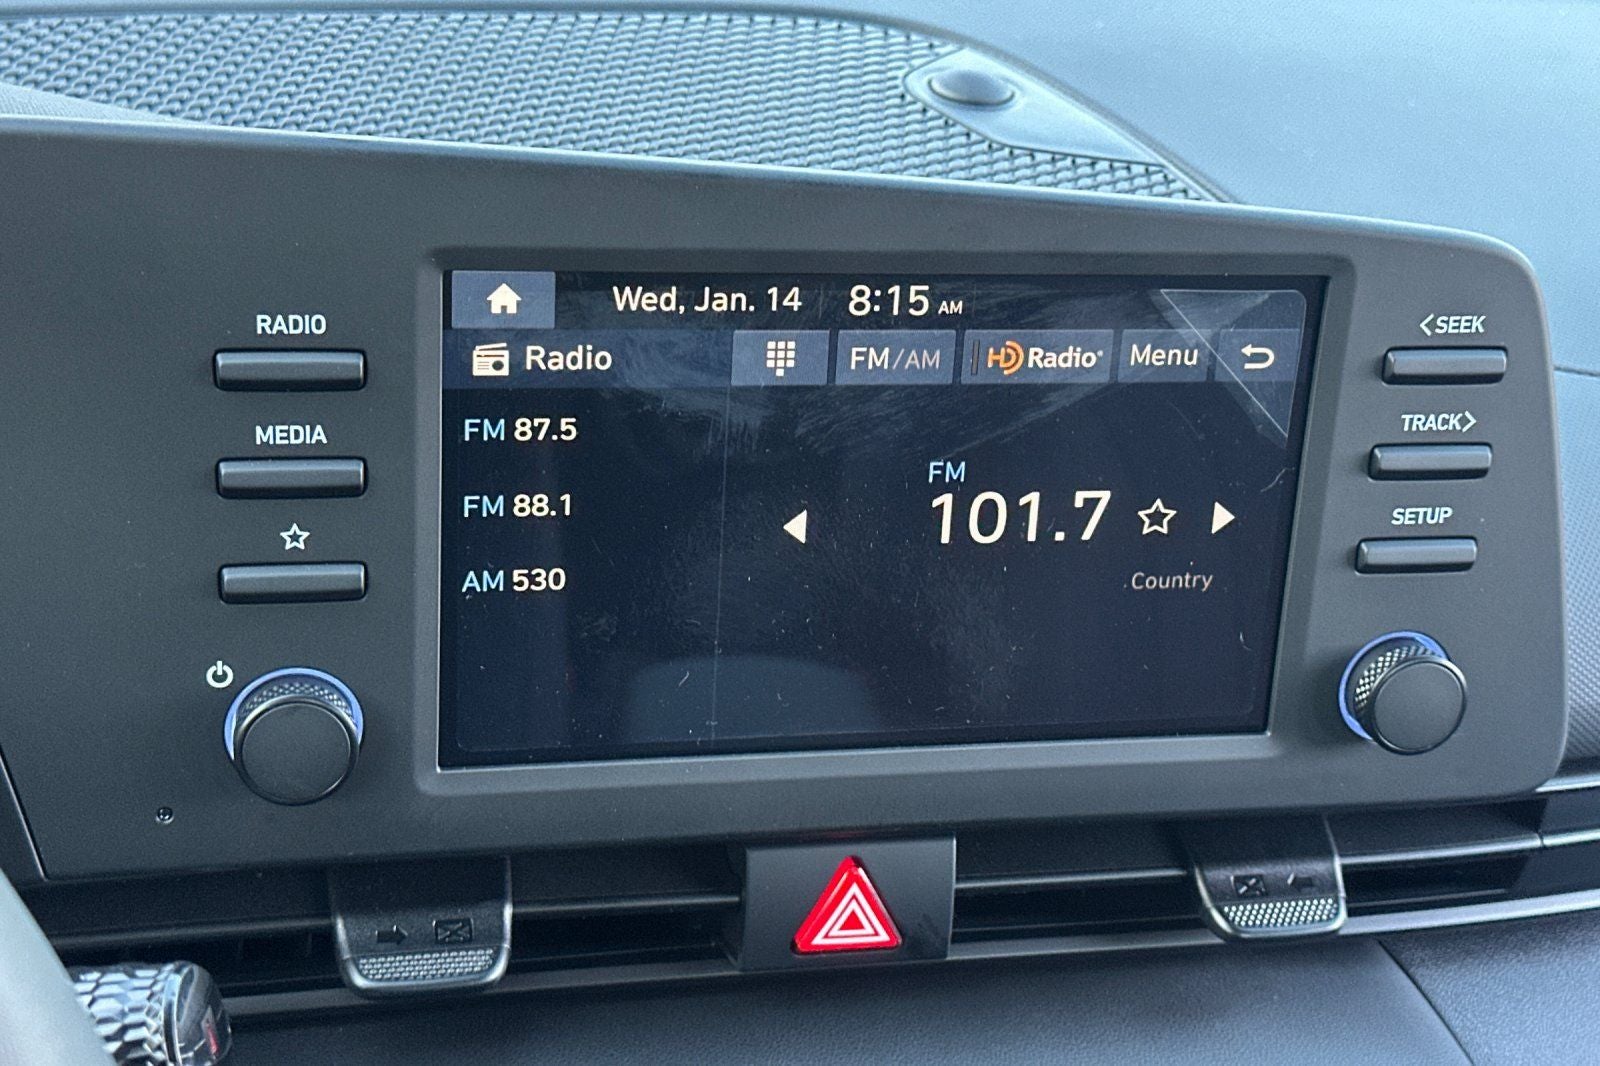 RADIO
MEDIA
Wed, Jan. 14 8:15 AM
Radio FM/AM HD Radio® Menu
FM 87.5
FM 88.1
AM 530
FM
101.7
Country
<SEEK
TRACK>
SETUP